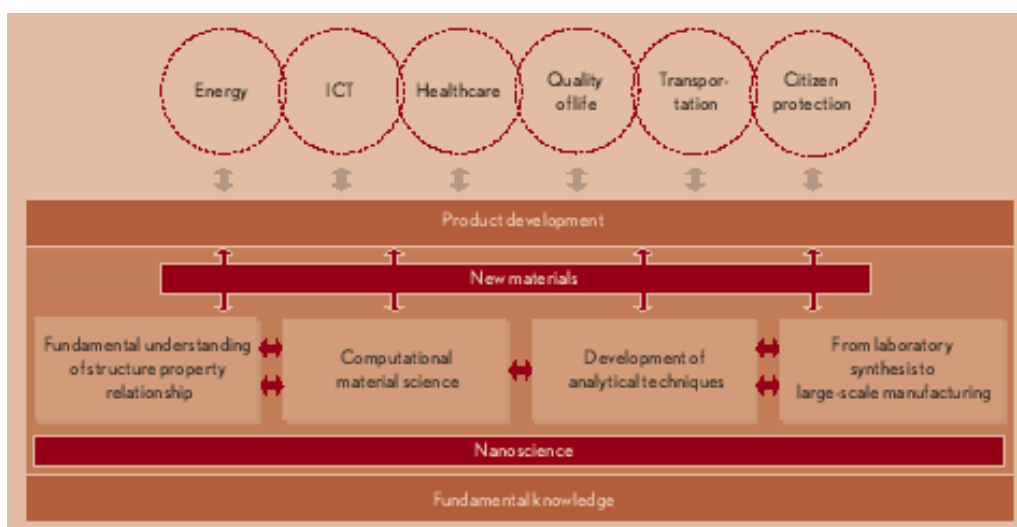 Energy
ICT
Healthcare
Quality
of life
Transpor-
tation
Citizen
protection
Product development
New materials
Fundamental understanding
of structure property
relationship
Computational
material science
Development of
analytical techniques
From laboratory
synthesis to
large-scale manufacturing
Nanoscience
Fundamental knowledge